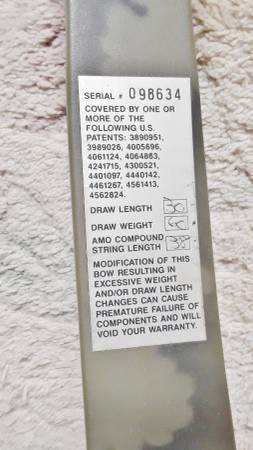 SERIAL # 098634
COVERED BY ONE OR
MORE OF THE
FOLLOWING U.S.
PATENTS: 3890951,
3989026, 4005696,
4061124, 4064863,
4241715, 4300521,
4401097, 4440142,
4461267, 4561413,
4562824.
DRAW LENGTH 30
DRAW WEIGHT
AMO COMPOUND
STRING LENGTH
MODIFICATION OF THIS
BOW RESULTING IN
EXCESSIVE WEIGHT
AND/OR DRAW LENGTH
CHANGES CAN CAUSE
PREMATURE FAILURE OF
COMPONENTS AND WILL
VOID YOUR WARRANTY.